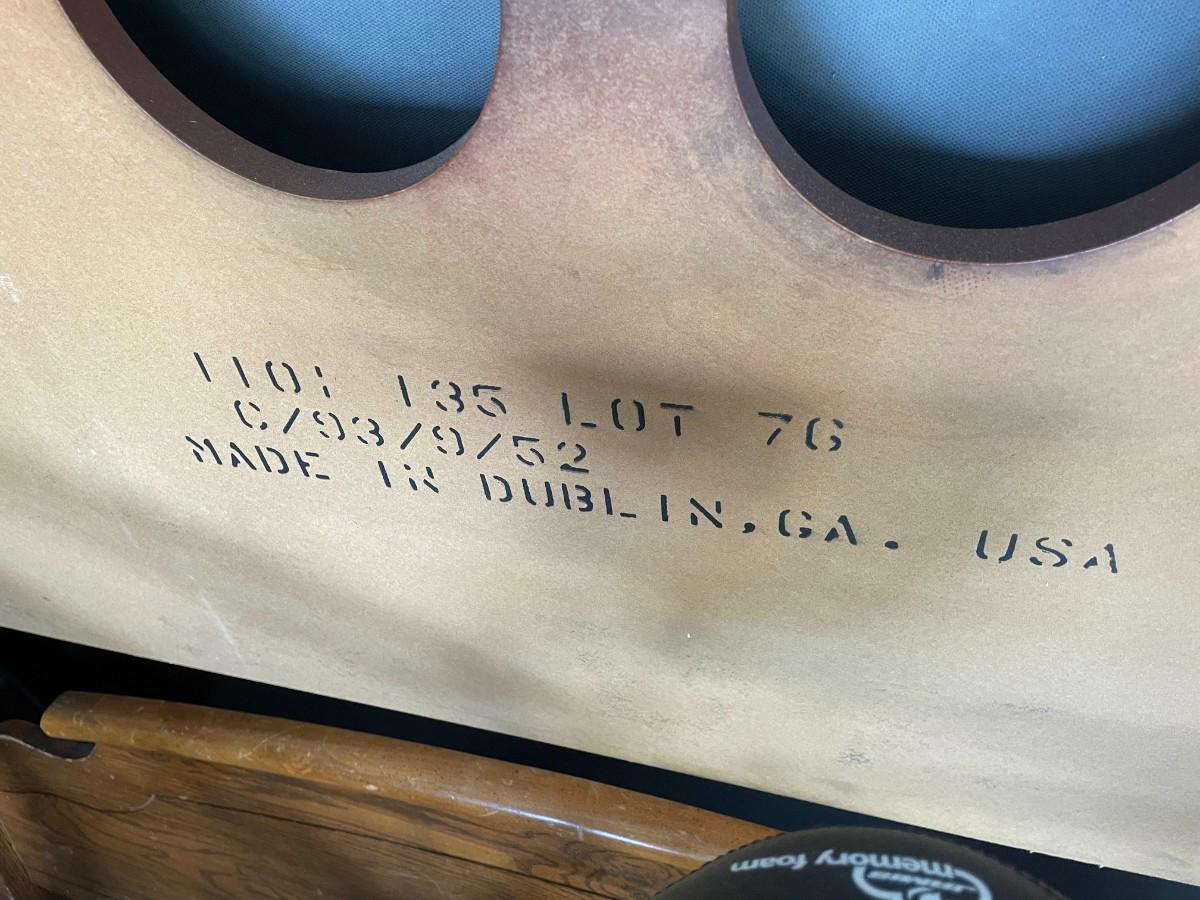 1101 135 LOT 76
C/93/9/52
MADE IN DUBLIN,GA. USA
memory foam